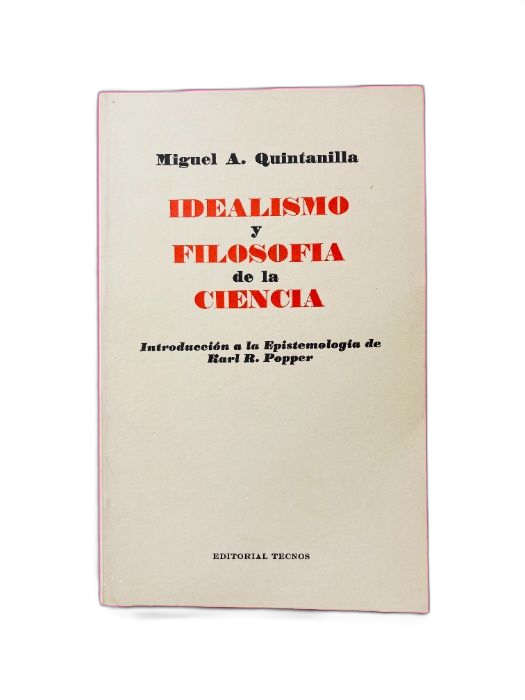 Miguel A. Quintanilla
IDEALISMO
y
FILOSOFIA
de la
CIENCIA
Introducción a la Epistemología de
Karl R. Popper
EDITORIAL TECNOS